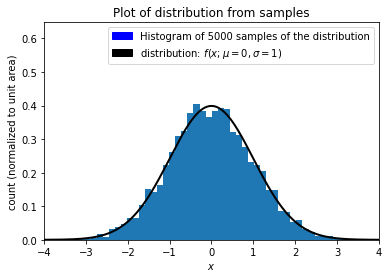 Plot of distribution from samples
Histogram of 5000 samples of the distribution
distribution: f(x; μ = 0, σ = 1)
count (normalized to unit area)
0.6
0.5
0.4
0.3
0.2
0.1
0.0
−4 −3 −2 −1 0 1 2 3 4
x